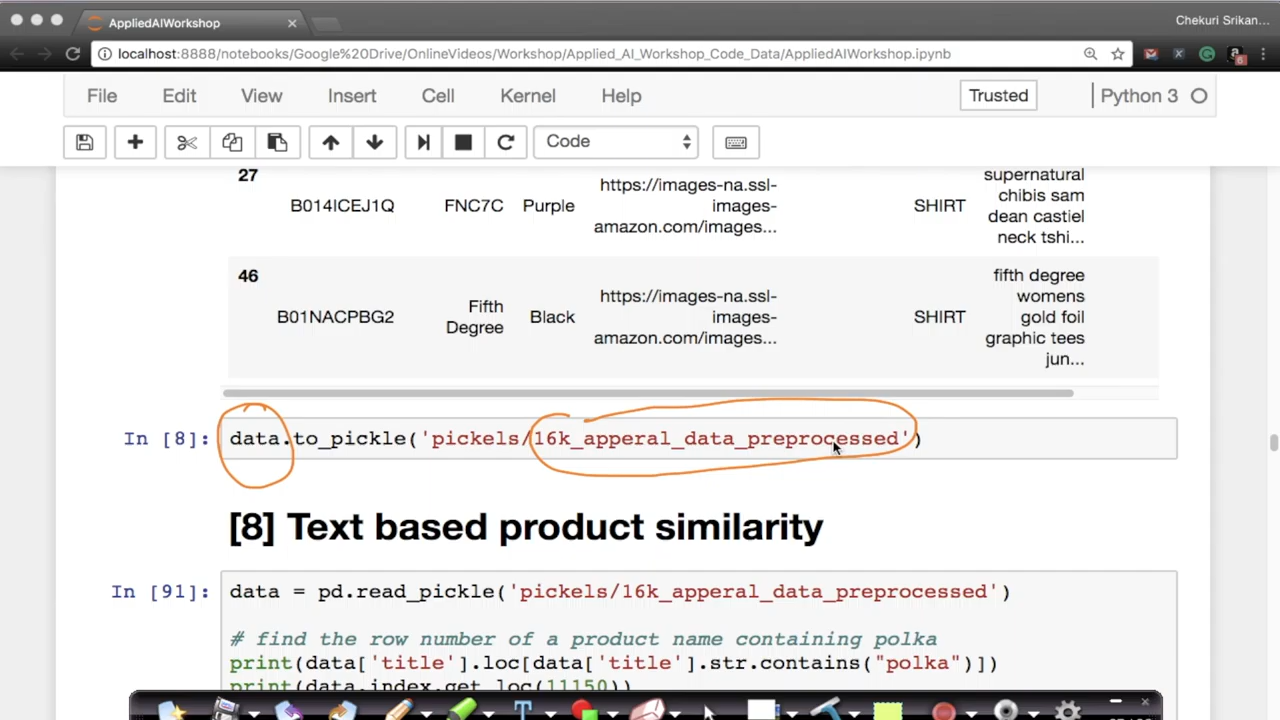 AppliedAIWorkshop
Chekuri Srikan...
localhost:8888/notebooks/Google%20Drive/OnlineVideos/Workshop/Applied_AI_Workshop_Code_Data/AppliedAIWorkshop.ipynb
File Edit View Insert Cell Kernel Help Trusted Python 3
Code
27
B014ICEJ1Q
FNC7C
Purple
https://images-na.ssl-
images-
amazon.com/images...
SHIRT
supernatural
chibis sam
dean castiel
neck tshi...
46
B01NACPBG2
Fifth
Degree
Black
https://images-na.ssl-
images-
amazon.com/images...
SHIRT
fifth degree
womens
gold foil
graphic tees
jun...
In [8]: data.to_pickle('pickels/16k_apperal_data_preprocessed')
[8] Text based product similarity
In [91]: data = pd.read_pickle('pickels/16k_apperal_data_preprocessed')
# find the row number of a product name containing polka
print(data['title'].loc[data['title'].str.contains("polka")])
print(data.index.get_loc(11150))